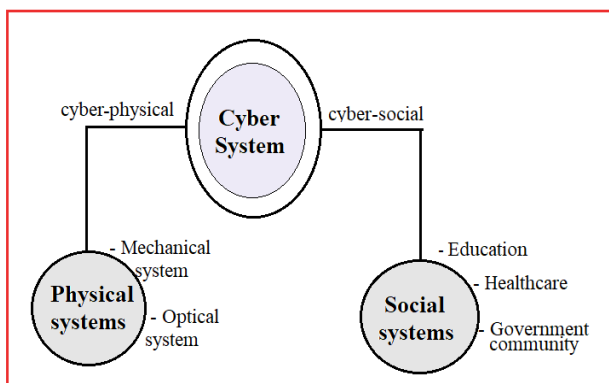 cyber-physical
Cyber
System
cyber-social
- Mechanical
system
Physical
systems
- Optical
system
- Education
- Healthcare
Social
systems
- Government
community